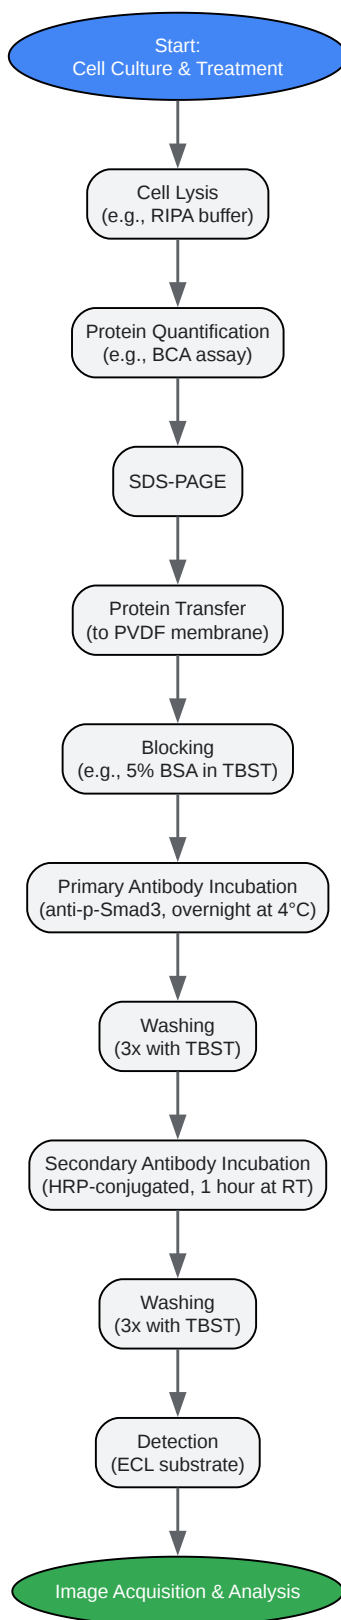 Start:
Cell Culture & Treatment
Cell Lysis
(e.g., RIPA buffer)
Protein Quantification
(e.g., BCA assay)
SDS-PAGE
Protein Transfer
(to PVDF membrane)
Blocking
(e.g., 5% BSA in TBST)
Primary Antibody Incubation
(anti-p-Smad3, overnight at 4°C)
Washing
(3x with TBST)
Secondary Antibody Incubation
(HRP-conjugated, 1 hour at RT)
Washing
(3x with TBST)
Detection
(ECL substrate)
Image Acquisition & Analysis